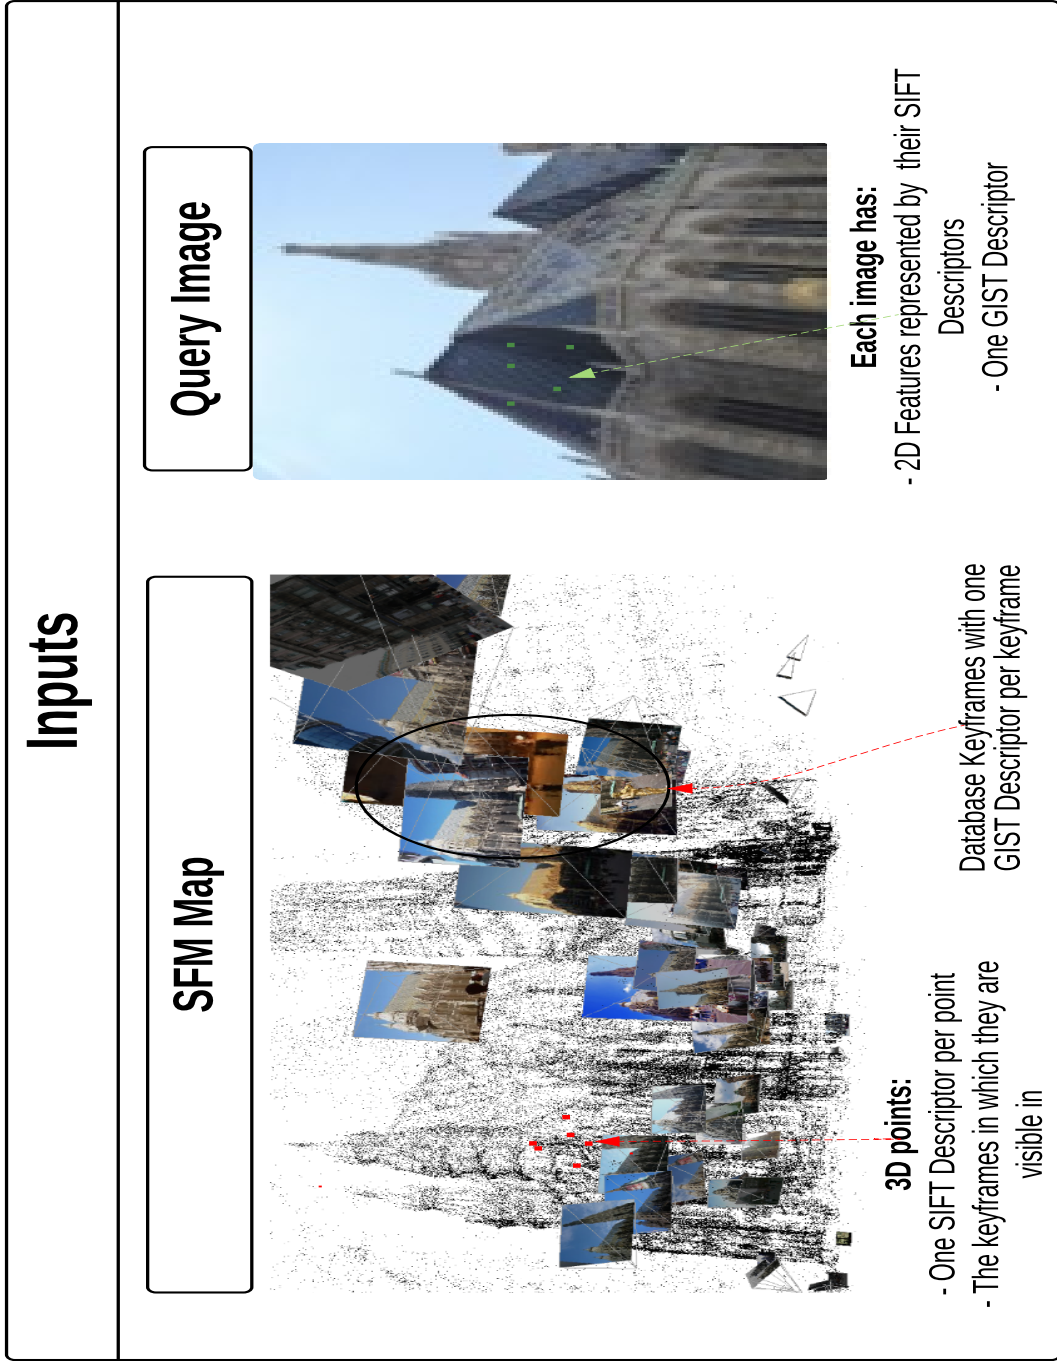 Inputs
SFM Map
3D points:
- One SIFT Descriptor per point
- The keyframes in which they are
visible in
Database Keyframes with one
GIST Descriptor per keyframe
Query Image
Each image has:
- 2D Features represented by their SIFT
Descriptors
- One GIST Descriptor